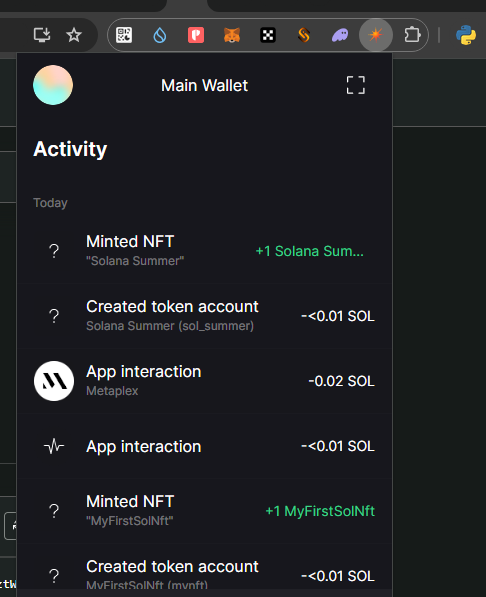 Main Wallet
Activity
Today
Minted NFT
"Solana Summer"
+1 Solana Sum...
Created token account
Solana Summer (sol_summer)
-<0.01 SOL
App interaction
Metaplex
-0.02 SOL
App interaction
-<0.01 SOL
Minted NFT
"MyFirstSolNft"
+1 MyFirstSolNft
Created token account
MyFirstSolNft (mynft)
-<0.01 SOL